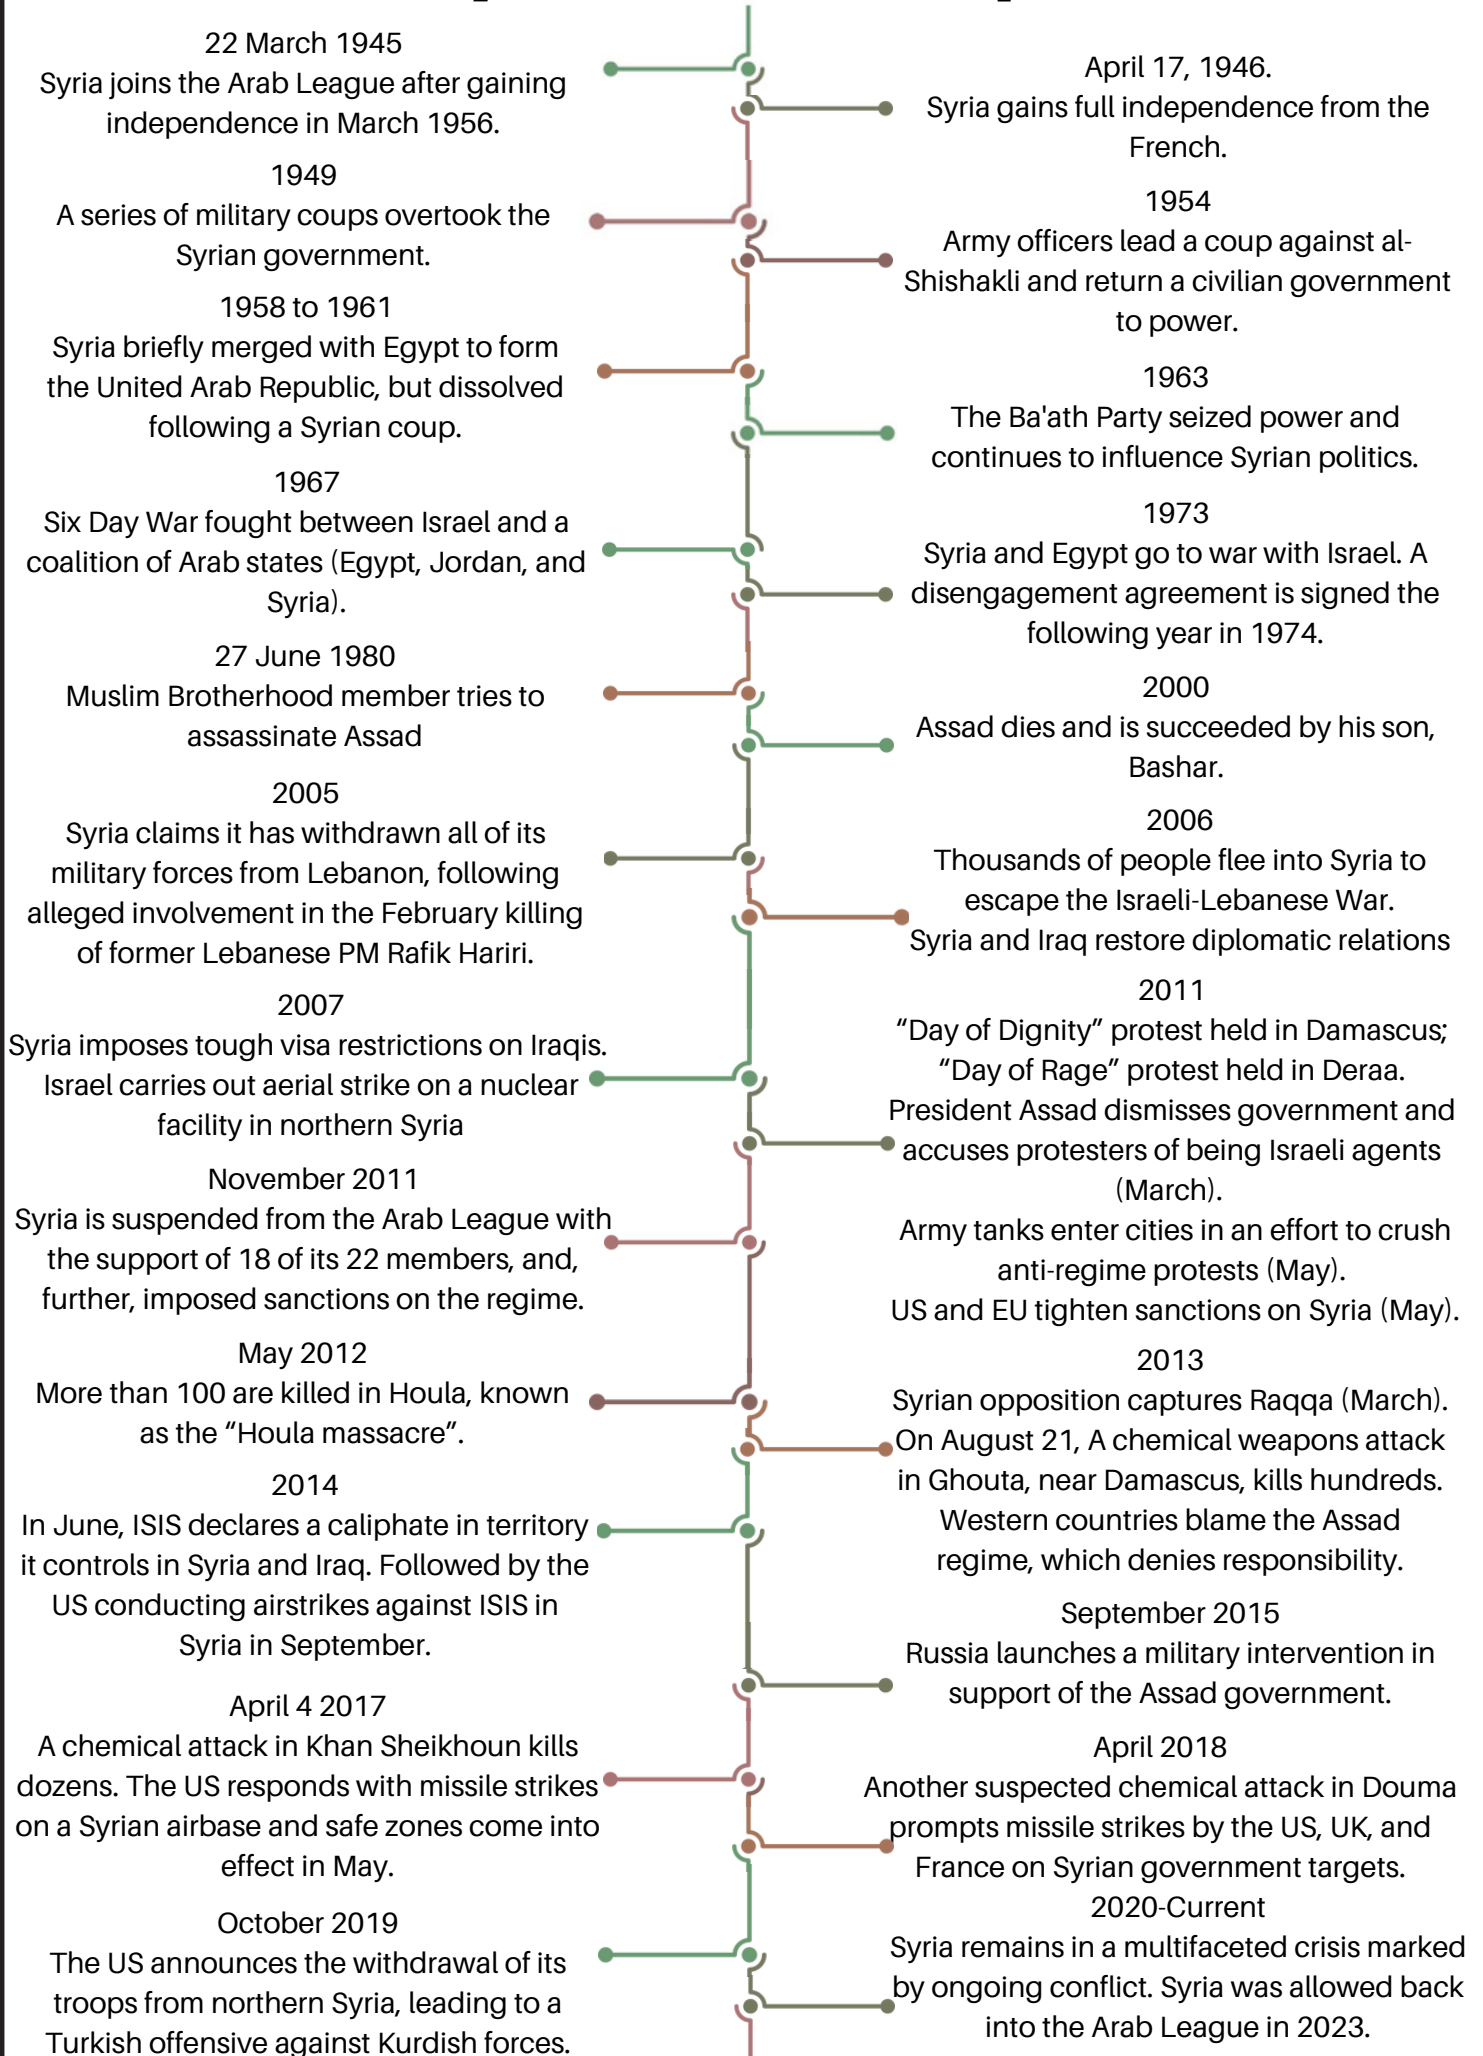 22 March 1945
Syria joins the Arab League after gaining
independence in March 1956.
April 17, 1946.
Syria gains full independence from the
French.
1949
A series of military coups overtook the
Syrian government.
1954
Army officers lead a coup against al-
Shishakli and return a civilian government
to power.
1958 to 1961
Syria briefly merged with Egypt to form
the United Arab Republic, but dissolved
following a Syrian coup.
1963
The Ba'ath Party seized power and
continues to influence Syrian politics.
1967
Six Day War fought between Israel and a
coalition of Arab states (Egypt, Jordan, and
Syria).
1973
Syria and Egypt go to war with Israel. A
disengagement agreement is signed the
following year in 1974.
27 June 1980
Muslim Brotherhood member tries to
assassinate Assad
2000
Assad dies and is succeeded by his son,
Bashar.
2005
Syria claims it has withdrawn all of its
military forces from Lebanon, following
alleged involvement in the February killing
of former Lebanese PM Rafik Hariri.
2006
Thousands of people flee into Syria to
escape the Israeli-Lebanese War.
Syria and Iraq restore diplomatic relations
2007
Syria imposes tough visa restrictions on Iraqis.
Israel carries out aerial strike on a nuclear
facility in northern Syria
2011
“Day of Dignity” protest held in Damascus;
“Day of Rage” protest held in Deraa.
President Assad dismisses government and
accuses protesters of being Israeli agents
(March).
Army tanks enter cities in an effort to crush
anti-regime protests (May).
US and EU tighten sanctions on Syria (May).
November 2011
Syria is suspended from the Arab League with
the support of 18 of its 22 members, and,
further, imposed sanctions on the regime.
May 2012
More than 100 are killed in Houla, known
as the “Houla massacre”.
2013
Syrian opposition captures Raqqa (March).
On August 21, A chemical weapons attack
in Ghouta, near Damascus, kills hundreds.
Western countries blame the Assad
regime, which denies responsibility.
2014
In June, ISIS declares a caliphate in territory
it controls in Syria and Iraq. Followed by the
US conducting airstrikes against ISIS in
Syria in September.
September 2015
Russia launches a military intervention in
support of the Assad government.
April 4 2017
A chemical attack in Khan Sheikhoun kills
dozens. The US responds with missile strikes
on a Syrian airbase and safe zones come into
effect in May.
April 2018
Another suspected chemical attack in Douma
prompts missile strikes by the US, UK, and
France on Syrian government targets.
October 2019
The US announces the withdrawal of its
troops from northern Syria, leading to a
Turkish offensive against Kurdish forces.
2020-Current
Syria remains in a multifaceted crisis marked
by ongoing conflict. Syria was allowed back
into the Arab League in 2023.